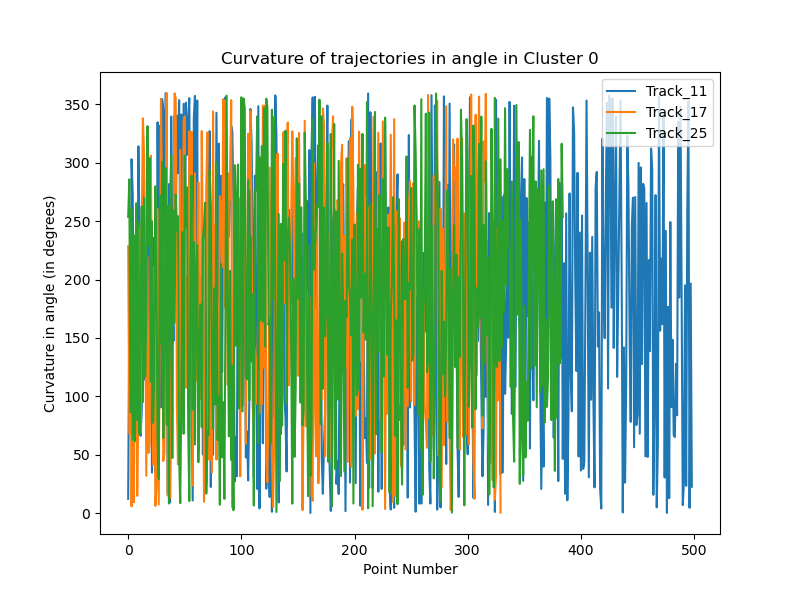 Curvature of trajectories in angle in Cluster 0
Track_11
Track_17
Track_25
Curvature in angle (in degrees)
350
300
250
200
150
100
50
0
0 100 200 300 400 500
Point Number